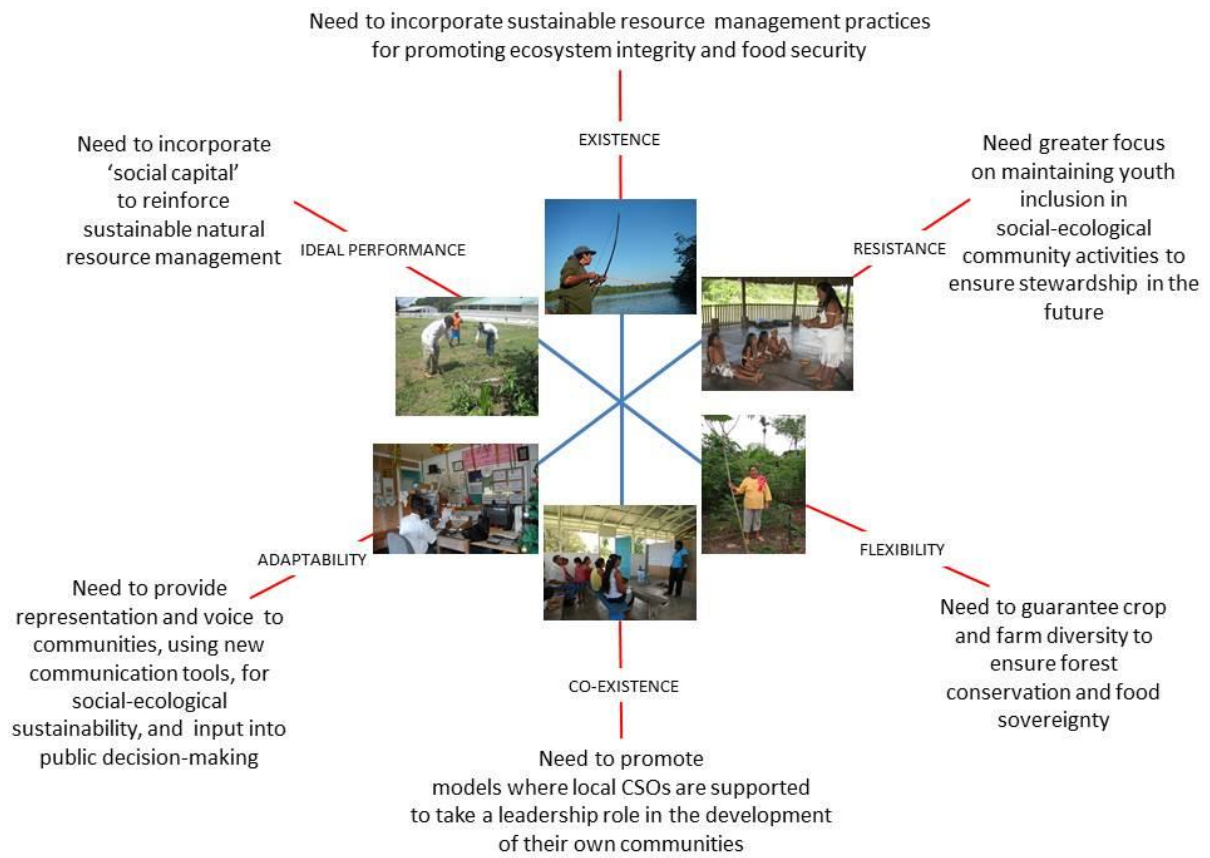 Need to incorporate sustainable resource management practices
for promoting ecosystem integrity and food security
EXISTENCE
Need to incorporate
‘social capital’
to reinforce
sustainable natural
resource management
IDEAL PERFORMANCE
Need greater focus
on maintaining youth
inclusion in
social-ecological
community activities to
ensure stewardship in the
future
RESISTANCE
ADAPTABILITY
Need to provide
representation and voice to
communities, using new
communication tools, for
social-ecological
sustainability, and input into
public decision-making
FLEXIBILITY
Need to guarantee crop
and farm diversity to
ensure forest
conservation and food
sovereignty
CO-EXISTENCE
Need to promote
models where local CSOs are supported
to take a leadership role in the development
of their own communities